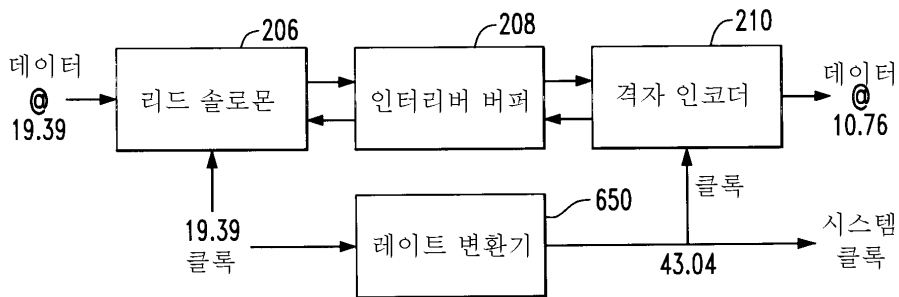 206
208
210
데이터
@
19.39
리드 솔로몬
인터리버 버퍼
격자 인코더
데이터
@
10.76
클록
650
19.39
클록
레이트 변환기
43.04
시스템
클록